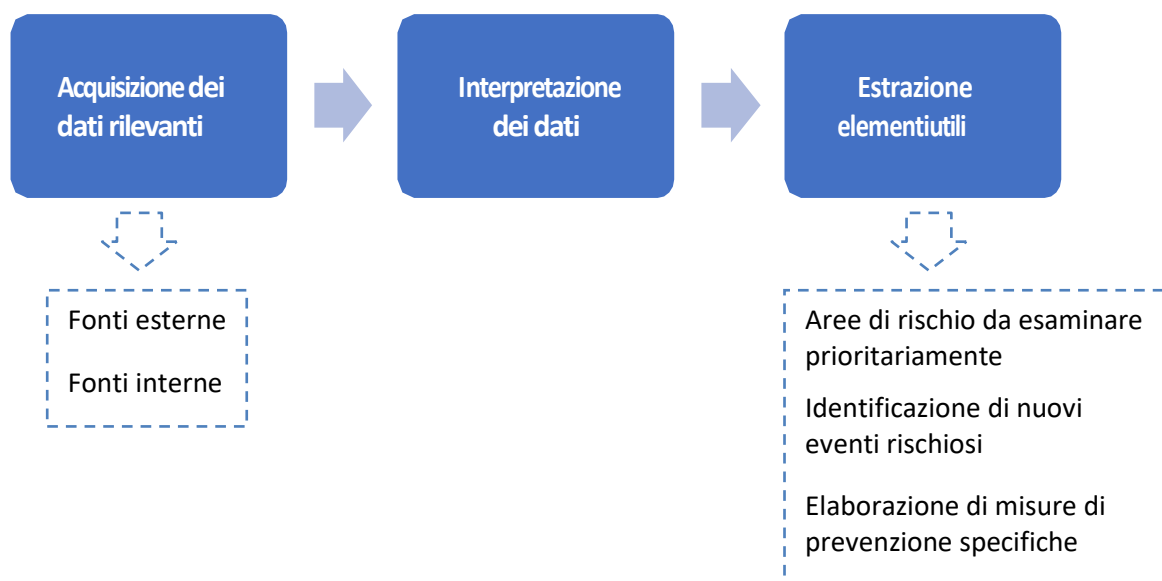 Acquisizione dei
dati rilevanti
Interpretazione
dei dati
Estrazione
elementiutili
Fonti esterne
Fonti interne
Aree di rischio da esaminare
prioritariamente
Identificazione di nuovi
eventi rischiosi
Elaborazione di misure di
prevenzione specifiche